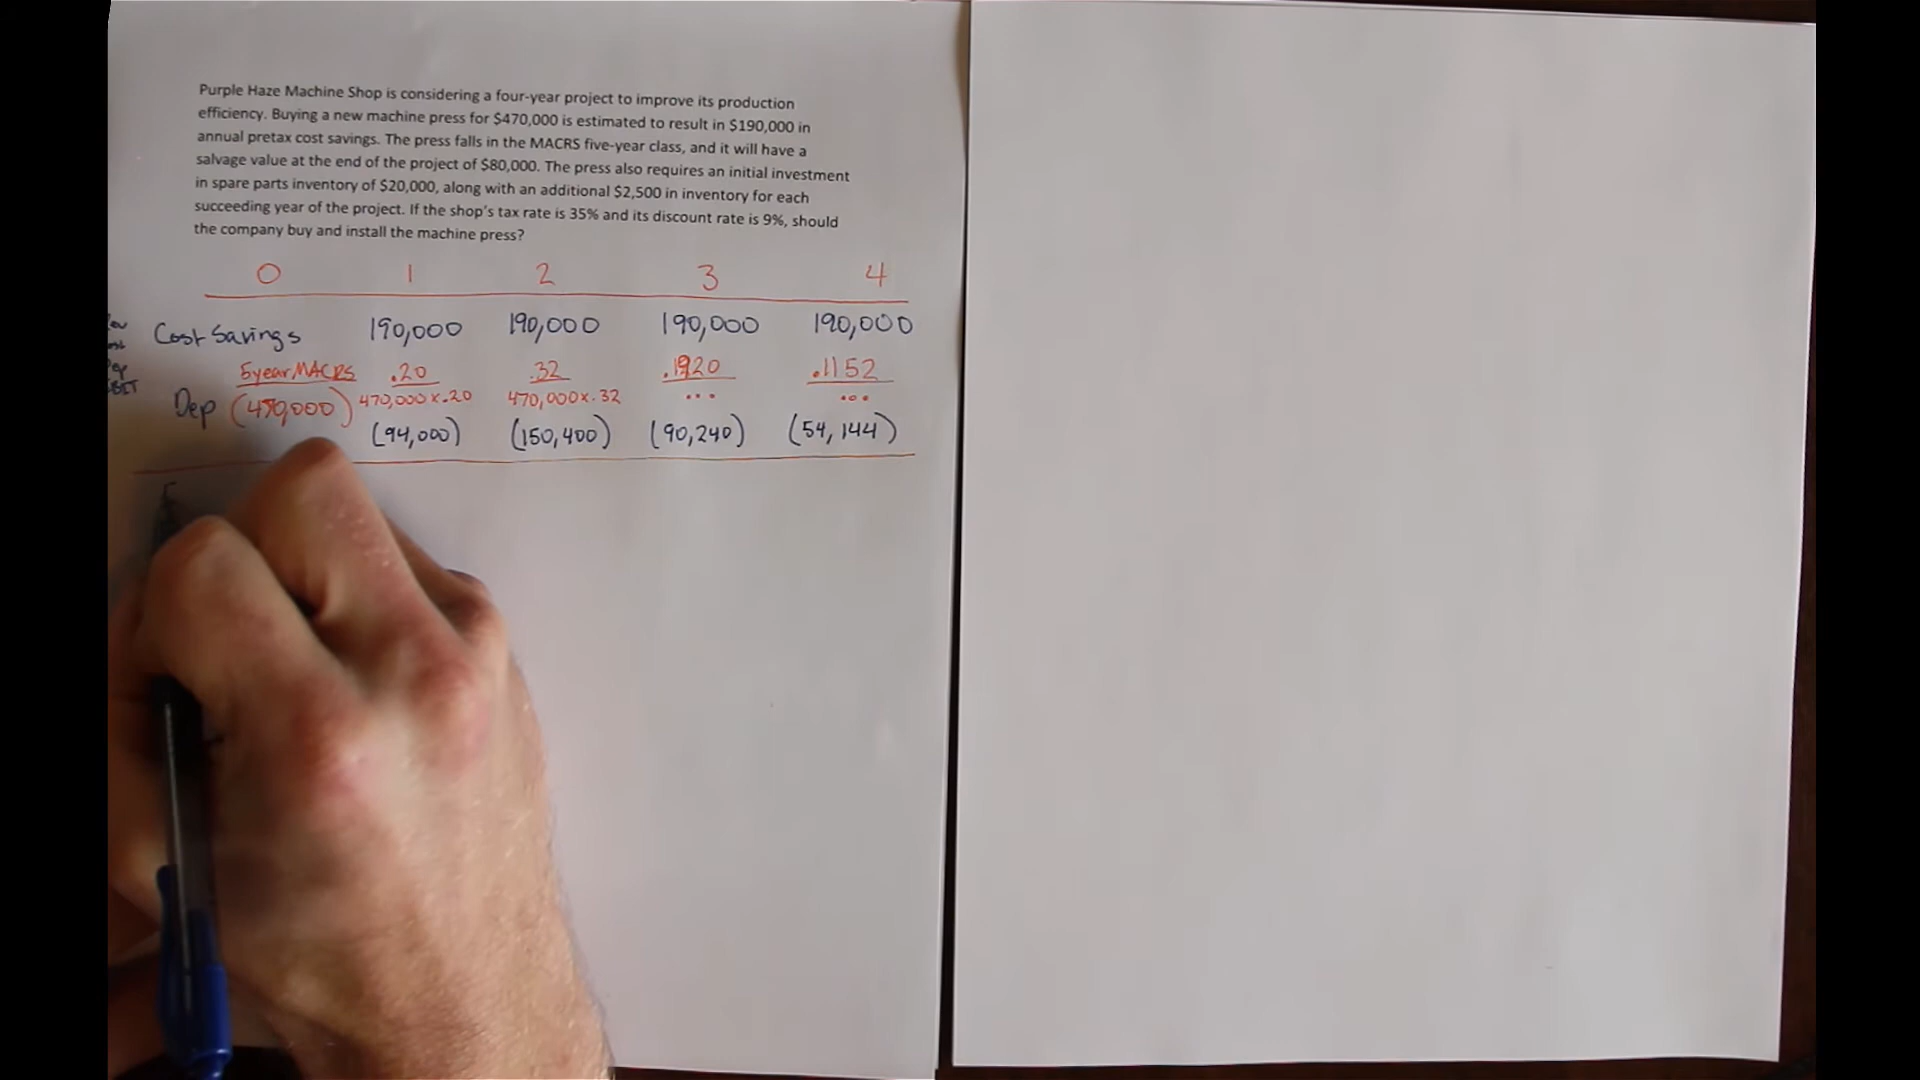 Purple Haze Machine Shop is considering a four-year project to improve its production
efficiency. Buying a new machine press for $470,000 is estimated to result in $190,000 in
annual pretax cost savings. The press falls in the MACRS five-year class, and it will have a
salvage value at the end of the project of $80,000. The press also requires an initial investment
in spare parts inventory of $20,000, along with an additional $2,500 in inventory for each
succeeding year of the project. If the shop's tax rate is 35% and its discount rate is 9%, should
the company buy and install the machine press?
0 1 2 3 4
Cost Savings 190,000 190,000 190,000 190,000
5year MACRS .20 .32 .1920 .1152
Dep (470,000) 470,000x.20 470,000x.32 ... ...
(94,000) (150,400) (90,240) (54,144)
E